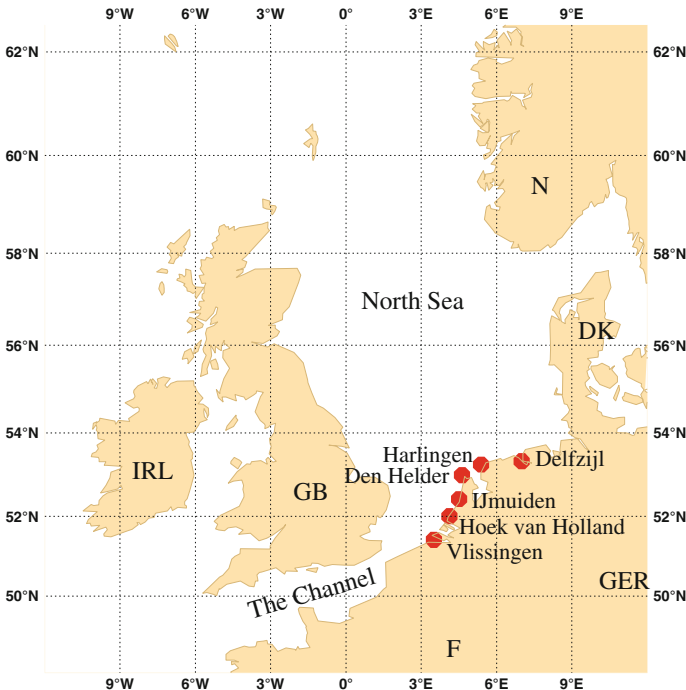 9°W 6°W 3°W 0° 3°E 6°E 9°E
62°N 62°N
60°N 60°N
N
58°N 58°N
North Sea
DK
56°N 56°N
54°N 54°N
Harlingen
Delfzijl
IRL
Den Helder
GB
IJmuiden
52°N 52°N
Hoek van Holland
Vlissingen
The Channel
GER
50°N 50°N
F
9°W 6°W 3°W 0° 3°E 6°E 9°E